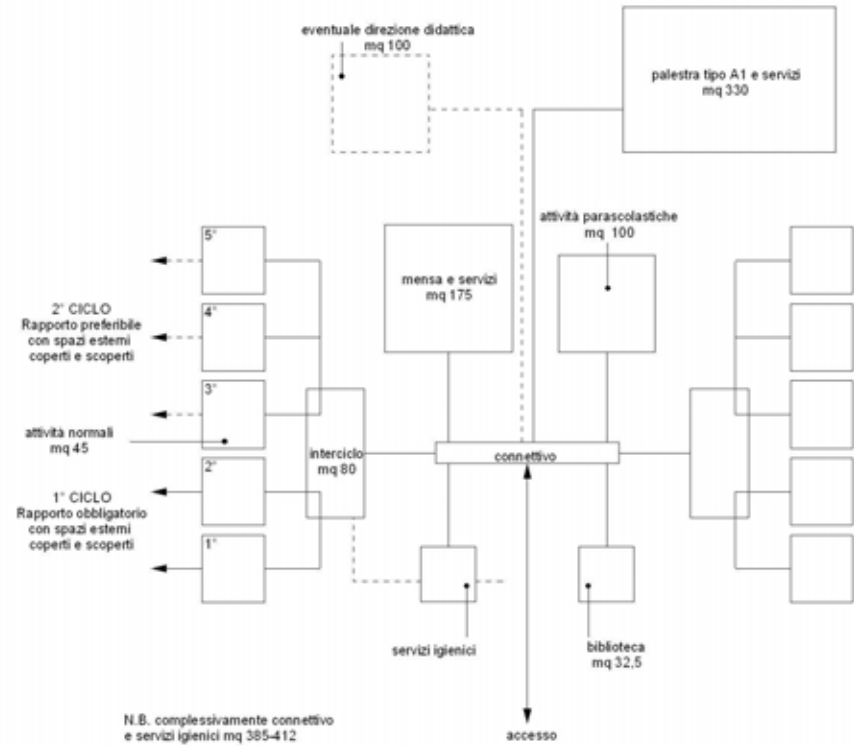 eventuale direzione didattica
mq 100
palestra tipo A1 e servizi
mq 330
attività parascolastiche
mq 100
5°
mensa e servizi
mq 175
2° CICLO
Rapporto preferibile
con spazi esterni
coperti e scoperti
4°
3°
attività normali
mq 45
interciclo
mq 80
connettivo
2°
1° CICLO
Rapporto obbligatorio
con spazi esterni
coperti e scoperti
1°
servizi igienici
biblioteca
mq 32,5
N.B. complessivamente connettivo
e servizi igienici mq 385-412
accesso